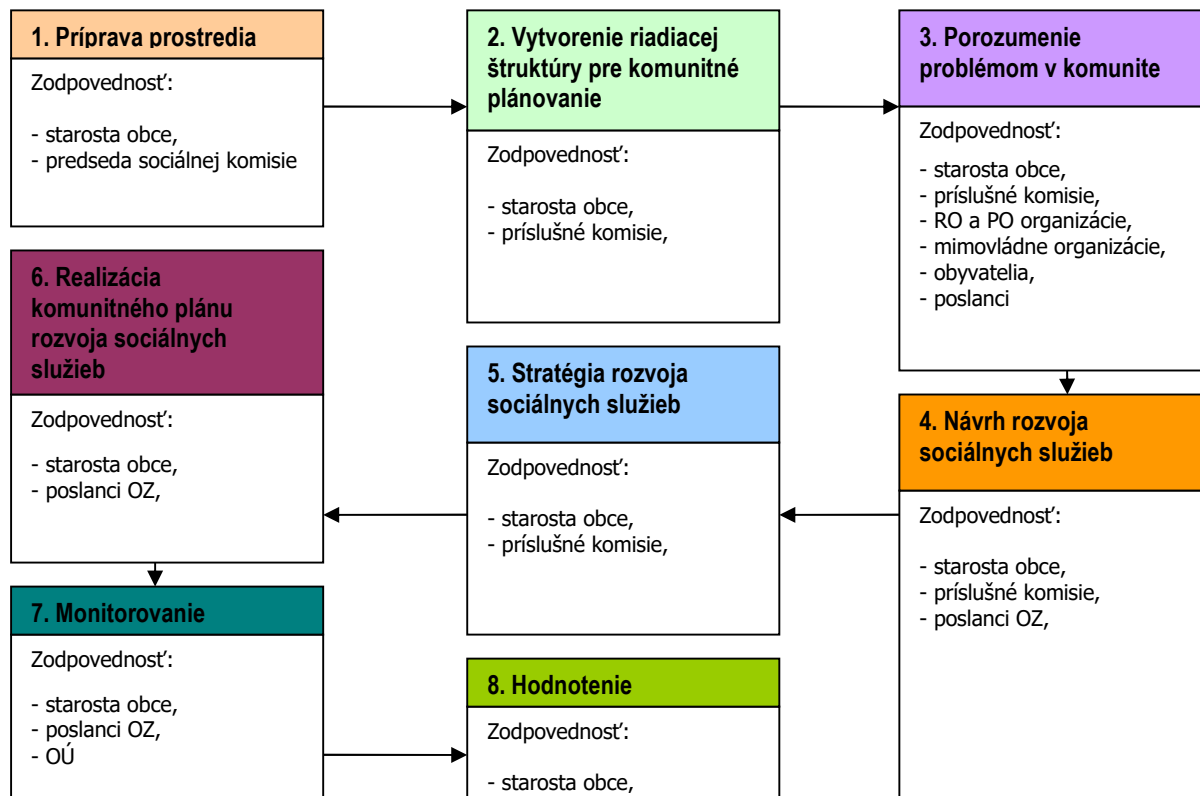 1. Príprava prostredia
Zodpovednosť:
- starosta obce,
- predseda sociálnej komisie
2. Vytvorenie riadiacej
štruktúry pre komunitné
plánovanie
Zodpovednosť:
- starosta obce,
- príslušné komisie,
3. Porozumenie
problémom v komunite
Zodpovednosť:
- starosta obce,
- príslušné komisie,
- RO a PO organizácie,
- mimovládne organizácie,
- obyvatelia,
- poslanci
4. Návrh rozvoja
sociálnych služieb
Zodpovednosť:
- starosta obce,
- príslušné komisie,
- poslanci OZ,
5. Stratégia rozvoja
sociálnych služieb
Zodpovednosť:
- starosta obce,
- príslušné komisie,
6. Realizácia
komunitného plánu
rozvoja sociálnych
služieb
Zodpovednosť:
- starosta obce,
- poslanci OZ,
7. Monitorovanie
Zodpovednosť:
- starosta obce,
- poslanci OZ,
- OÚ
8. Hodnotenie
Zodpovednosť:
- starosta obce,